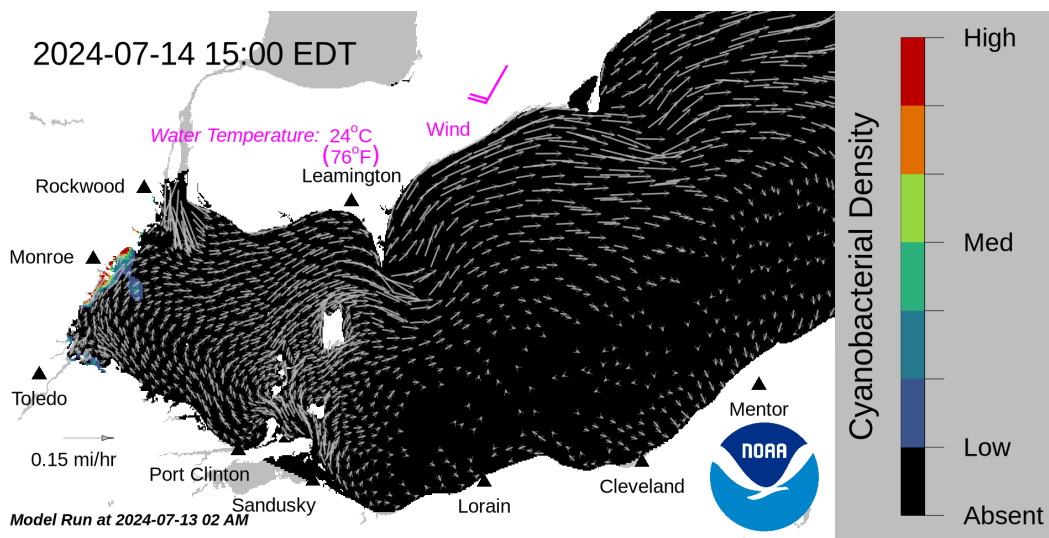 2024-07-14 15:00 EDT
High
Wind
Water Temperature: 24°C
(76°F)
Leamington
Rockwood
Cyanobacterial Density
Med
Monroe
Toledo
Mentor
0.15 mi/hr
NOAA
Low
Port Clinton
Cleveland
Sandusky
Lorain
Absent
Model Run at 2024-07-13 02 AM